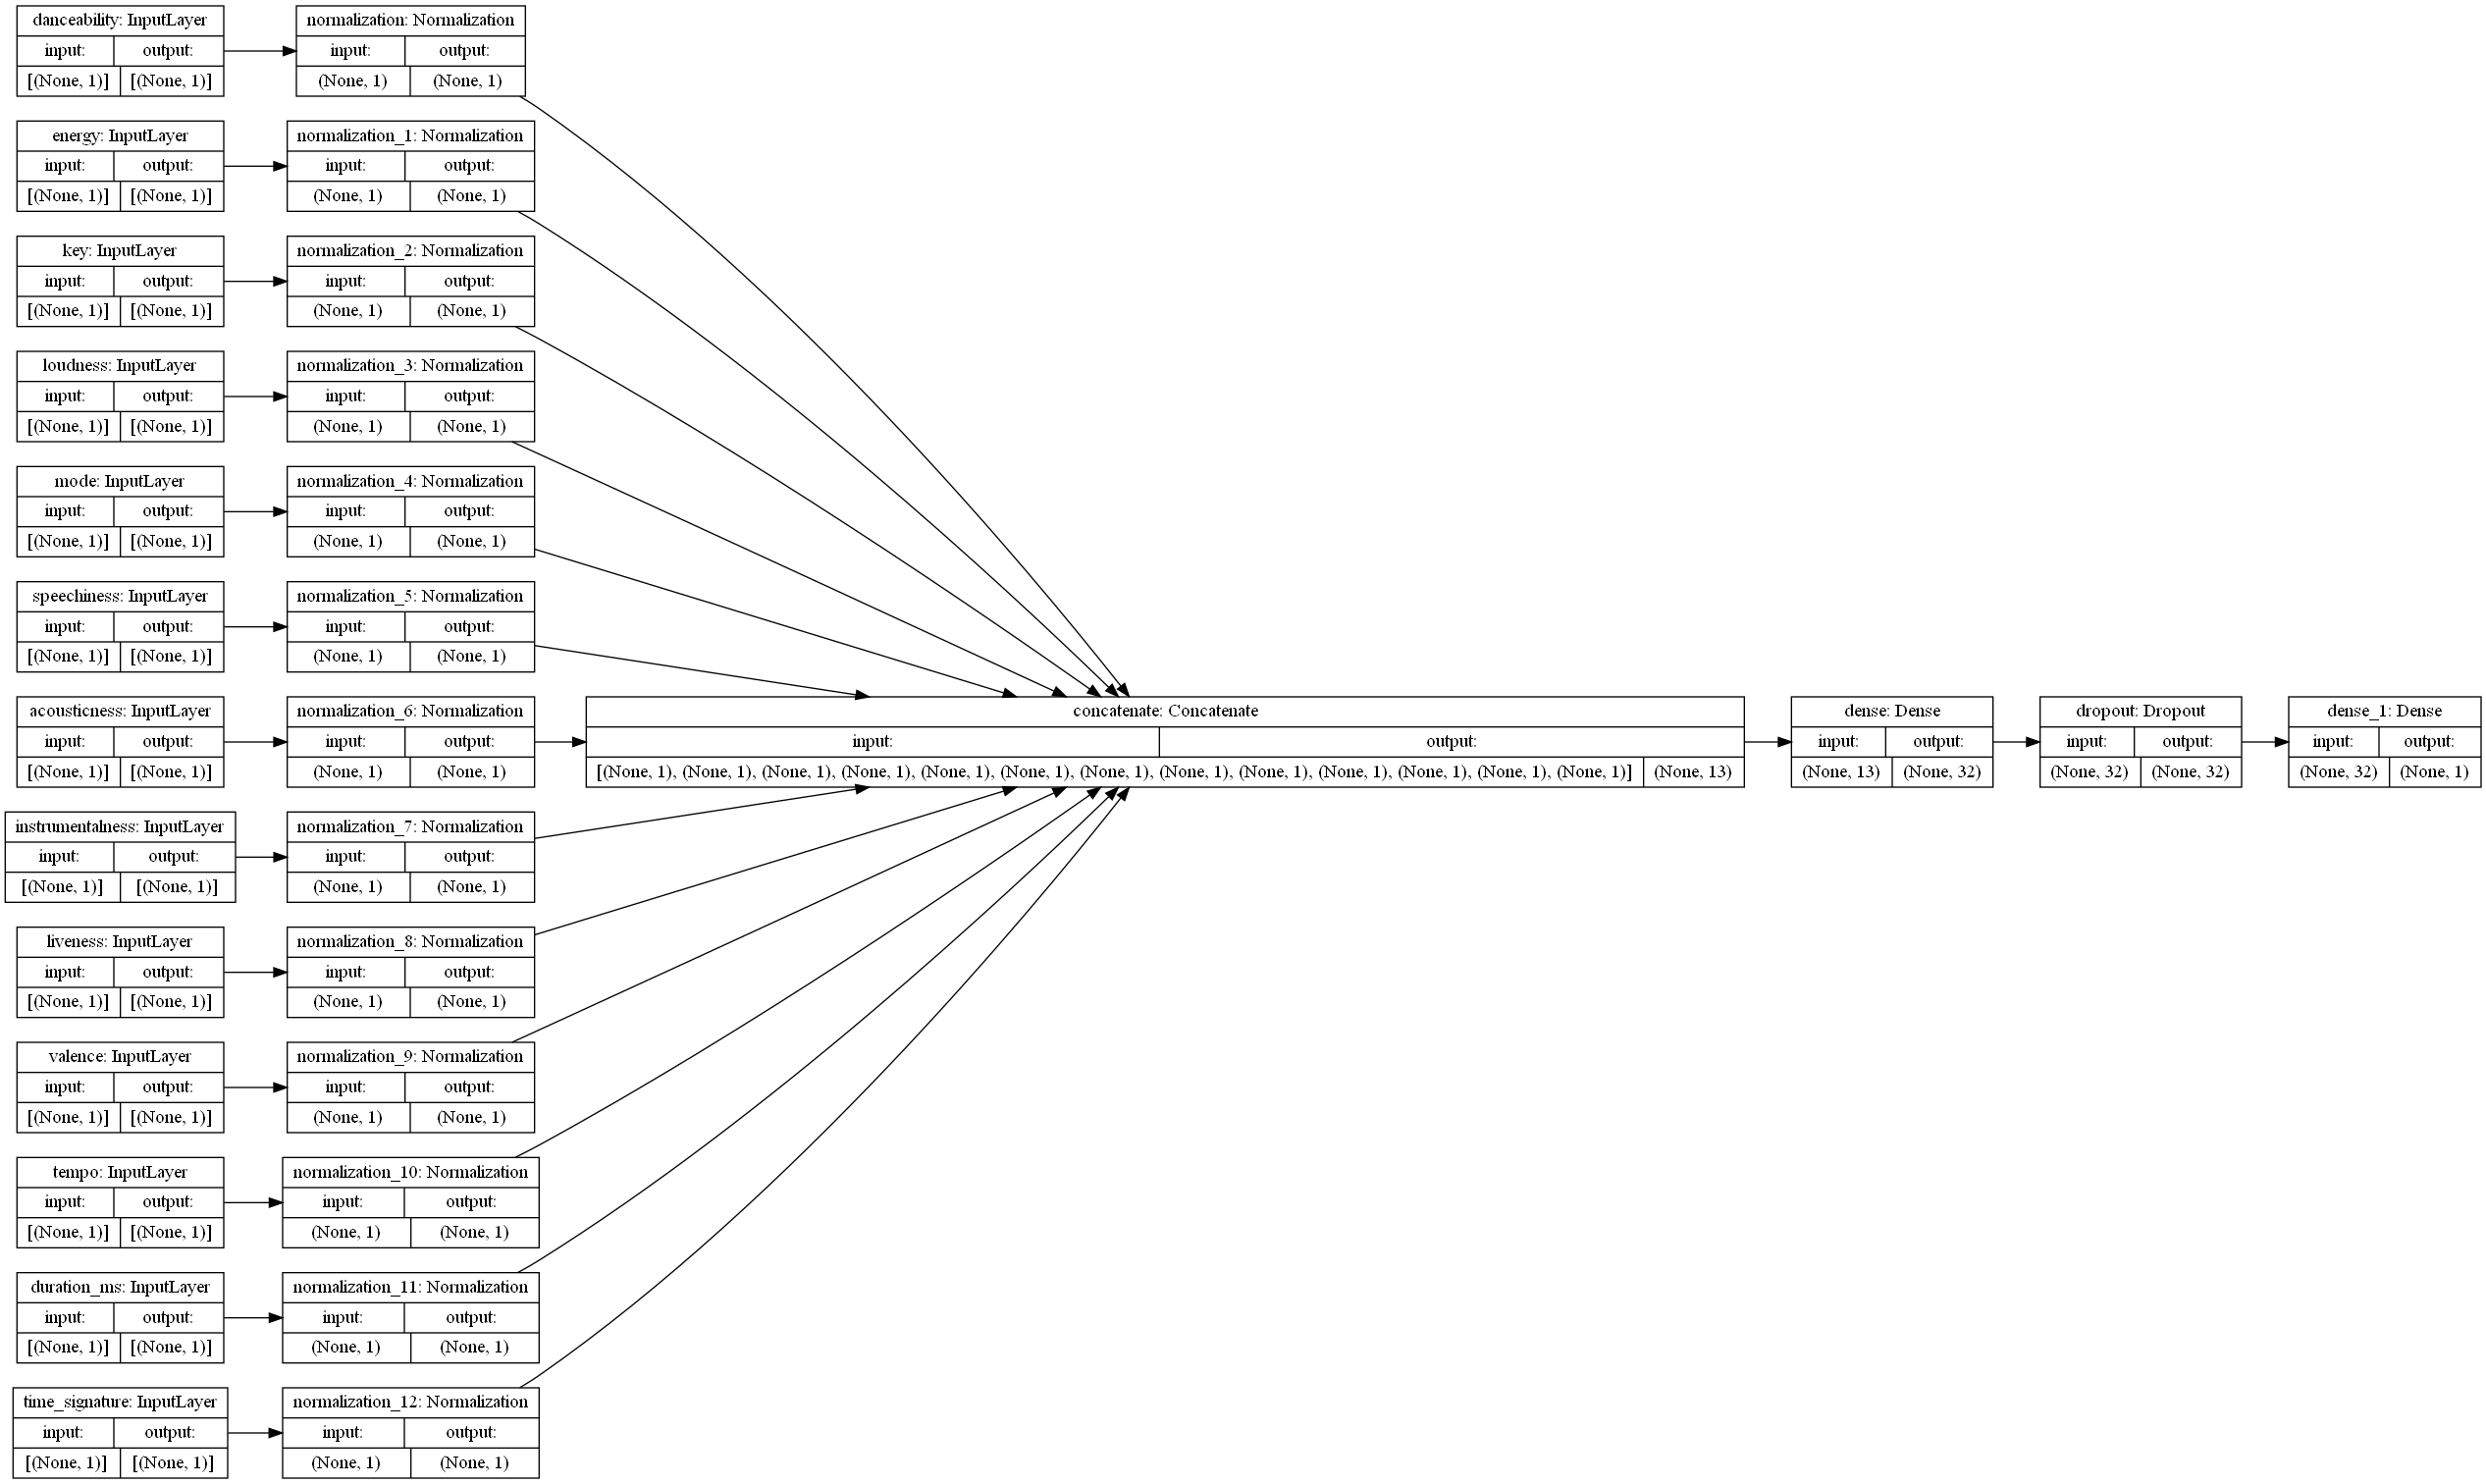 danceability: InputLayer
input: output:
[(None, 1)] [(None, 1)]
normalization: Normalization
input: output:
(None, 1) (None, 1)
energy: InputLayer
input: output:
[(None, 1)] [(None, 1)]
normalization_1: Normalization
input: output:
(None, 1) (None, 1)
key: InputLayer
input: output:
[(None, 1)] [(None, 1)]
normalization_2: Normalization
input: output:
(None, 1) (None, 1)
loudness: InputLayer
input: output:
[(None, 1)] [(None, 1)]
normalization_3: Normalization
input: output:
(None, 1) (None, 1)
mode: InputLayer
input: output:
[(None, 1)] [(None, 1)]
normalization_4: Normalization
input: output:
(None, 1) (None, 1)
speechiness: InputLayer
input: output:
[(None, 1)] [(None, 1)]
normalization_5: Normalization
input: output:
(None, 1) (None, 1)
acousticness: InputLayer
input: output:
[(None, 1)] [(None, 1)]
normalization_6: Normalization
input: output:
(None, 1) (None, 1)
instrumentalness: InputLayer
input: output:
[(None, 1)] [(None, 1)]
normalization_7: Normalization
input: output:
(None, 1) (None, 1)
liveness: InputLayer
input: output:
[(None, 1)] [(None, 1)]
normalization_8: Normalization
input: output:
(None, 1) (None, 1)
valence: InputLayer
input: output:
[(None, 1)] [(None, 1)]
normalization_9: Normalization
input: output:
(None, 1) (None, 1)
tempo: InputLayer
input: output:
[(None, 1)] [(None, 1)]
normalization_10: Normalization
input: output:
(None, 1) (None, 1)
duration_ms: InputLayer
input: output:
[(None, 1)] [(None, 1)]
normalization_11: Normalization
input: output:
(None, 1) (None, 1)
time_signature: InputLayer
input: output:
[(None, 1)] [(None, 1)]
normalization_12: Normalization
input: output:
(None, 1) (None, 1)
concatenate: Concatenate
input: output:
[(None, 1), (None, 1), (None, 1), (None, 1), (None, 1), (None, 1), (None, 1), (None, 1), (None, 1), (None, 1), (None, 1), (None, 1), (None, 1)] (None, 13)
dense: Dense
input: output:
(None, 13) (None, 32)
dropout: Dropout
input: output:
(None, 32) (None, 32)
dense_1: Dense
input: output:
(None, 32) (None, 1)